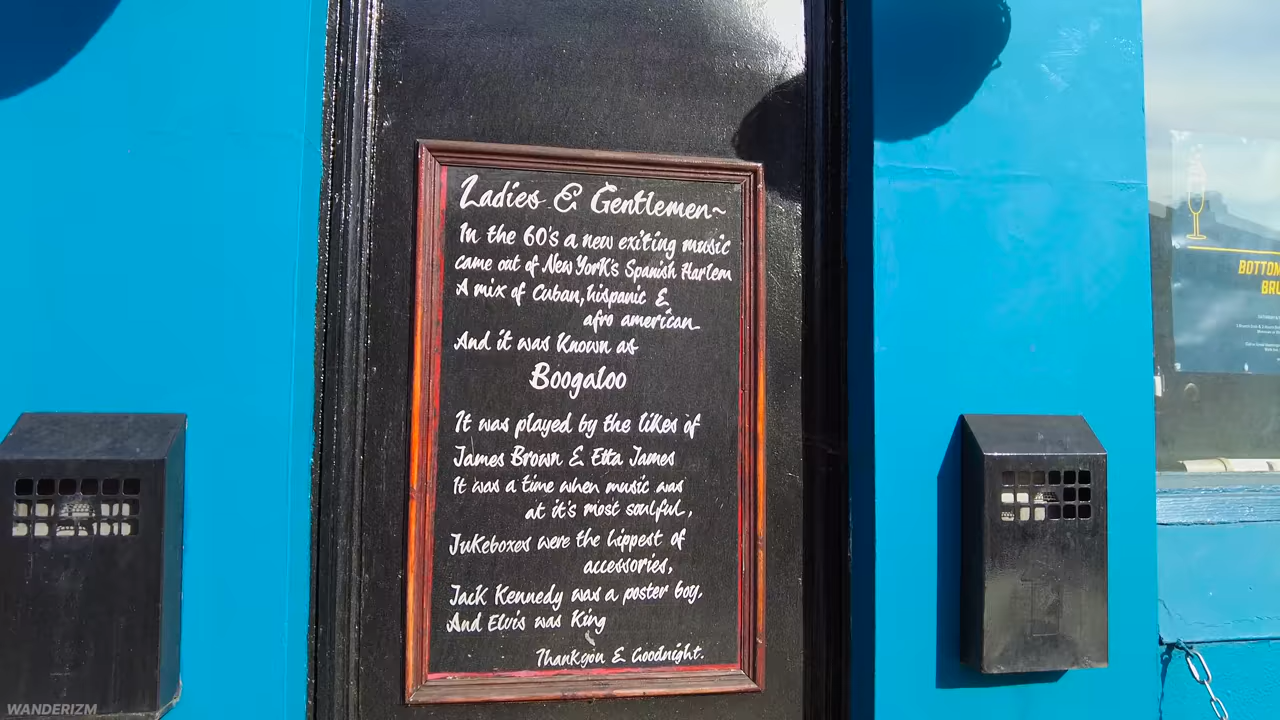 Ladies & Gentlemen~
In the 60's a new exiting music
came out of New York's Spanish Harlem
A mix of Cuban, hispanic &
afro american
And it was Known as
Boogaloo
It was played by the likes of
James Brown & Etta James
It was a time when music was
at it's most soulful,
Jukeboxes were the hippest of
accessories,
Jack Kennedy was a poster boy,
And Elvis was King
Thankyou & Goodnight.
BOTTOM
WANDERIZM